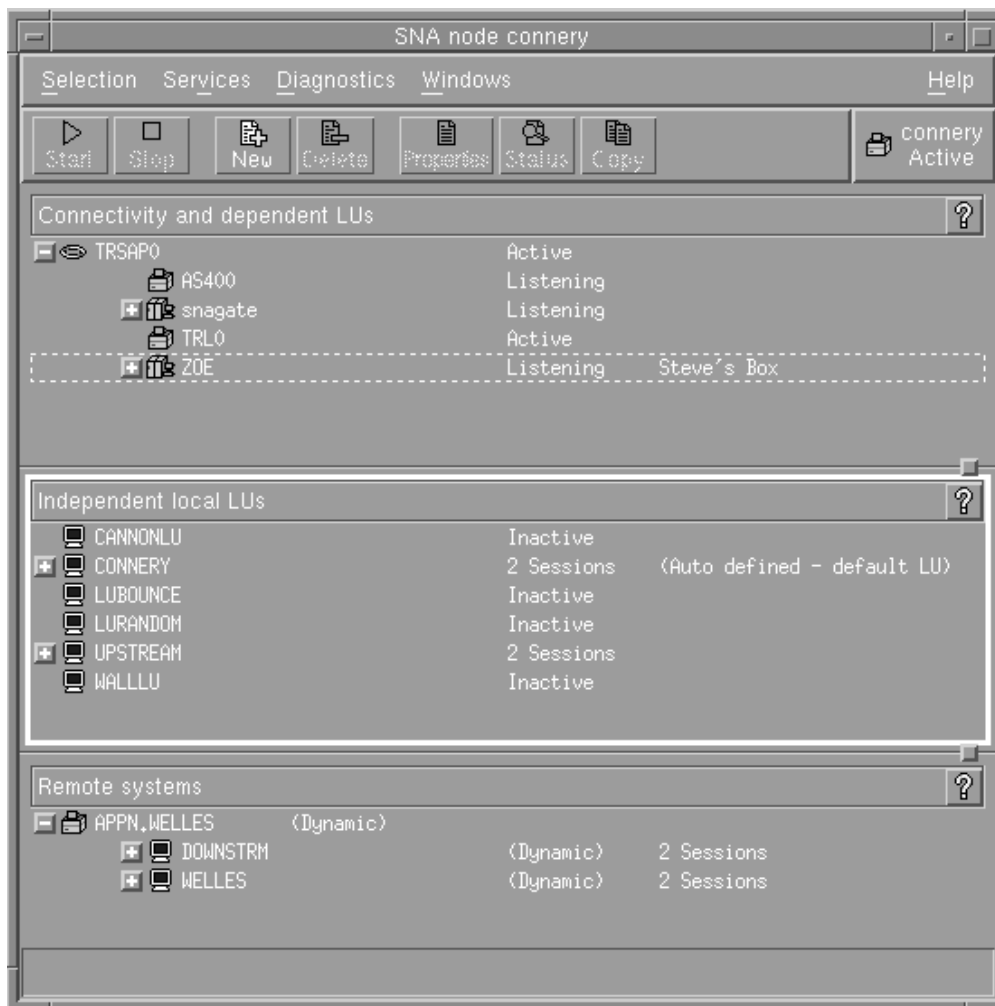 SNA node connery
Selection Services Diagnostics Windows Help
Start Stop New Delete Properties Status Copy connery Active
Connectivity and dependent LUs ?
TRSAP0 Active
AS400 Listening
snagate Listening
TRL0 Active
ZOE Listening Steve's Box
Independent local LUs ?
CANNONLU Inactive
CONNERY 2 Sessions (Auto defined - default LU)
LUBOUNCE Inactive
LURANDOM Inactive
UPSTREAM 2 Sessions
WALLLU Inactive
Remote systems ?
APPN.WELLES (Dynamic)
DOWNSTRM (Dynamic) 2 Sessions
WELLES (Dynamic) 2 Sessions